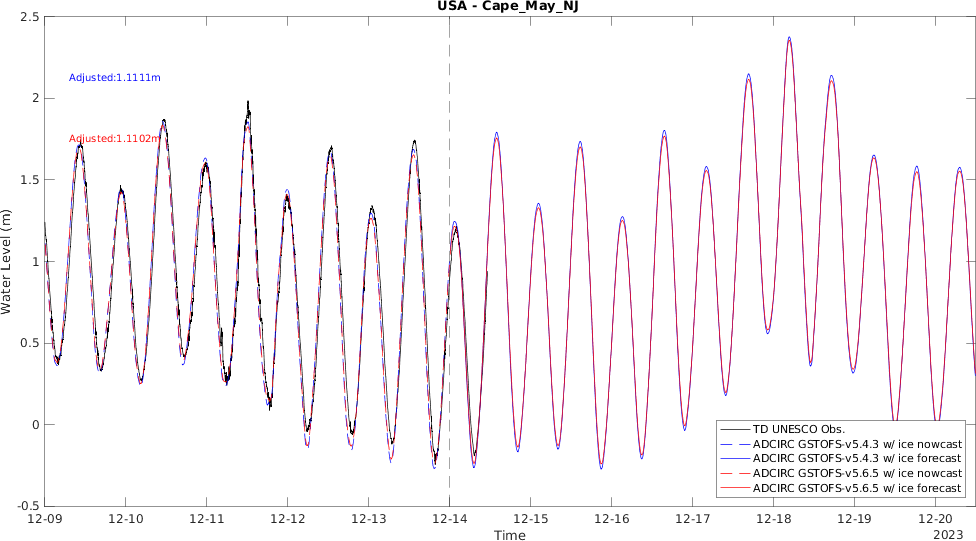 USA - Cape_May_NJ
2.5
2
1.5
1
0.5
0
-0.5
Water Level (m)
Adjusted:1.1111m
Adjusted:1.1102m
TD UNESCO Obs.
ADCIRC GSTOFS-v5.4.3 w/ ice nowcast
ADCIRC GSTOFS-v5.4.3 w/ ice forecast
ADCIRC GSTOFS-v5.6.5 w/ ice nowcast
ADCIRC GSTOFS-v5.6.5 w/ ice forecast
12-09 12-10 12-11 12-12 12-13 12-14 12-15 12-16 12-17 12-18 12-19 12-20
Time
2023